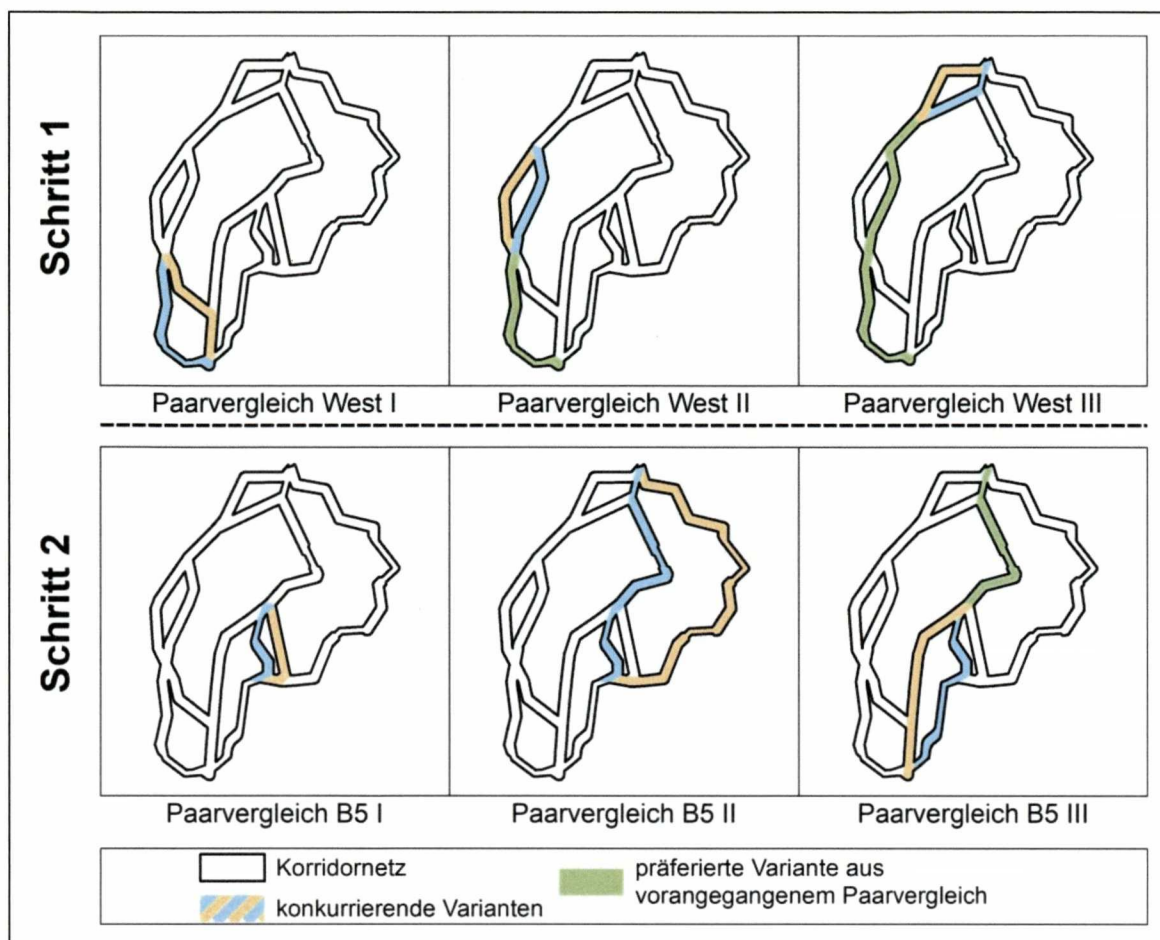 Schritt 1
Paarvergleich West I
Paarvergleich West II
Paarvergleich West III
Schritt 2
Paarvergleich B5 I
Paarvergleich B5 II
Paarvergleich B5 III
Korridornetz
konkurrierende Varianten
präferierte Variante aus
vorangegangenem Paarvergleich